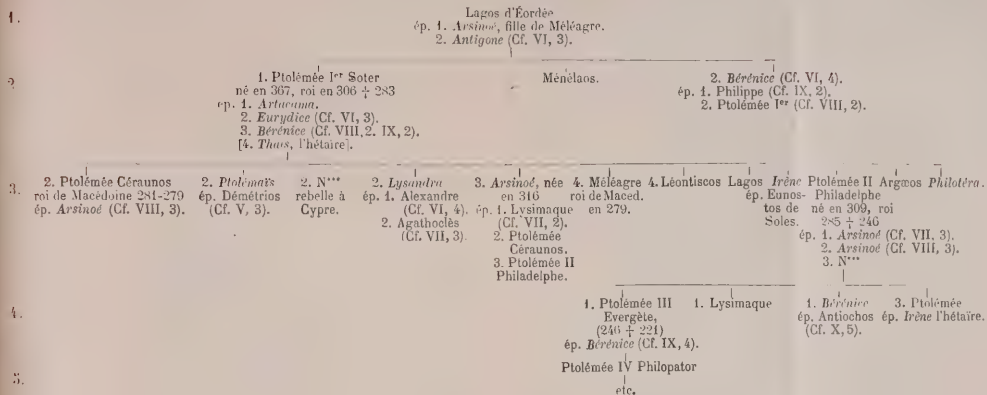 1.
Lagos d'Éordée
ép. 1. Arsinoé, fille de Méléagre.
2. Antigone (Cf. VI, 3).
2
1. Ptolémée Ier Soter
né en 367, roi en 306 ┼ 283
ép. 1. Artacama.
2. Eurydice (Cf. VI, 3).
3. Bérénice (Cf. VIII, 2. IX, 2).
[4. Thaïs, l'hétaire].
Ménélaos.
2. Bérénice (Cf. VI, 4).
ép. 1. Philippe (Cf. IX, 2).
2. Ptolémée Ier (Cf. VIII, 2).
3.
2. Ptolémée Céraunos
roi de Macédoine 281-279
ép. Arsinoé (Cf. VIII, 3).
2. Ptolémaïs
ép. Démétrios
(Cf. V, 3).
2. N***
rebelle à
Cypre.
2. Lysandra
ép. 1. Alexandre
(Cf. VI, 4).
2. Agathoclès
(Cf. VII, 3).
3. Arsinoé, née
en 316
ép. 1. Lysimaque
(Cf. VII, 2).
2. Ptolémée
Céraunos.
3. Ptolémée II
Philadelphe.
4. Méléagre
roi de Maced.
en 279.
4. Léontiscos
Lagos
Irène
ép. Eunos-
tos de
Soles.
Ptolémée II
Philadelphe
né en 309, roi
285 ┼ 246
ép. 1. Arsinoé (Cf. VII, 3).
2. Arsinoé (Cf. VIII, 3).
3. N***
Argæos
Philotéra.
4.
1. Ptolémée III
Evergète,
(246 ┼ 221)
ép. Bérénice (Cf. IX, 4).
1. Lysimaque
1. Bérénice
ép. Antiochos
(Cf. X, 5).
3. Ptolémée
ép. Irène l'hétaïre.
5.
Ptolémée IV Philopator
etc.